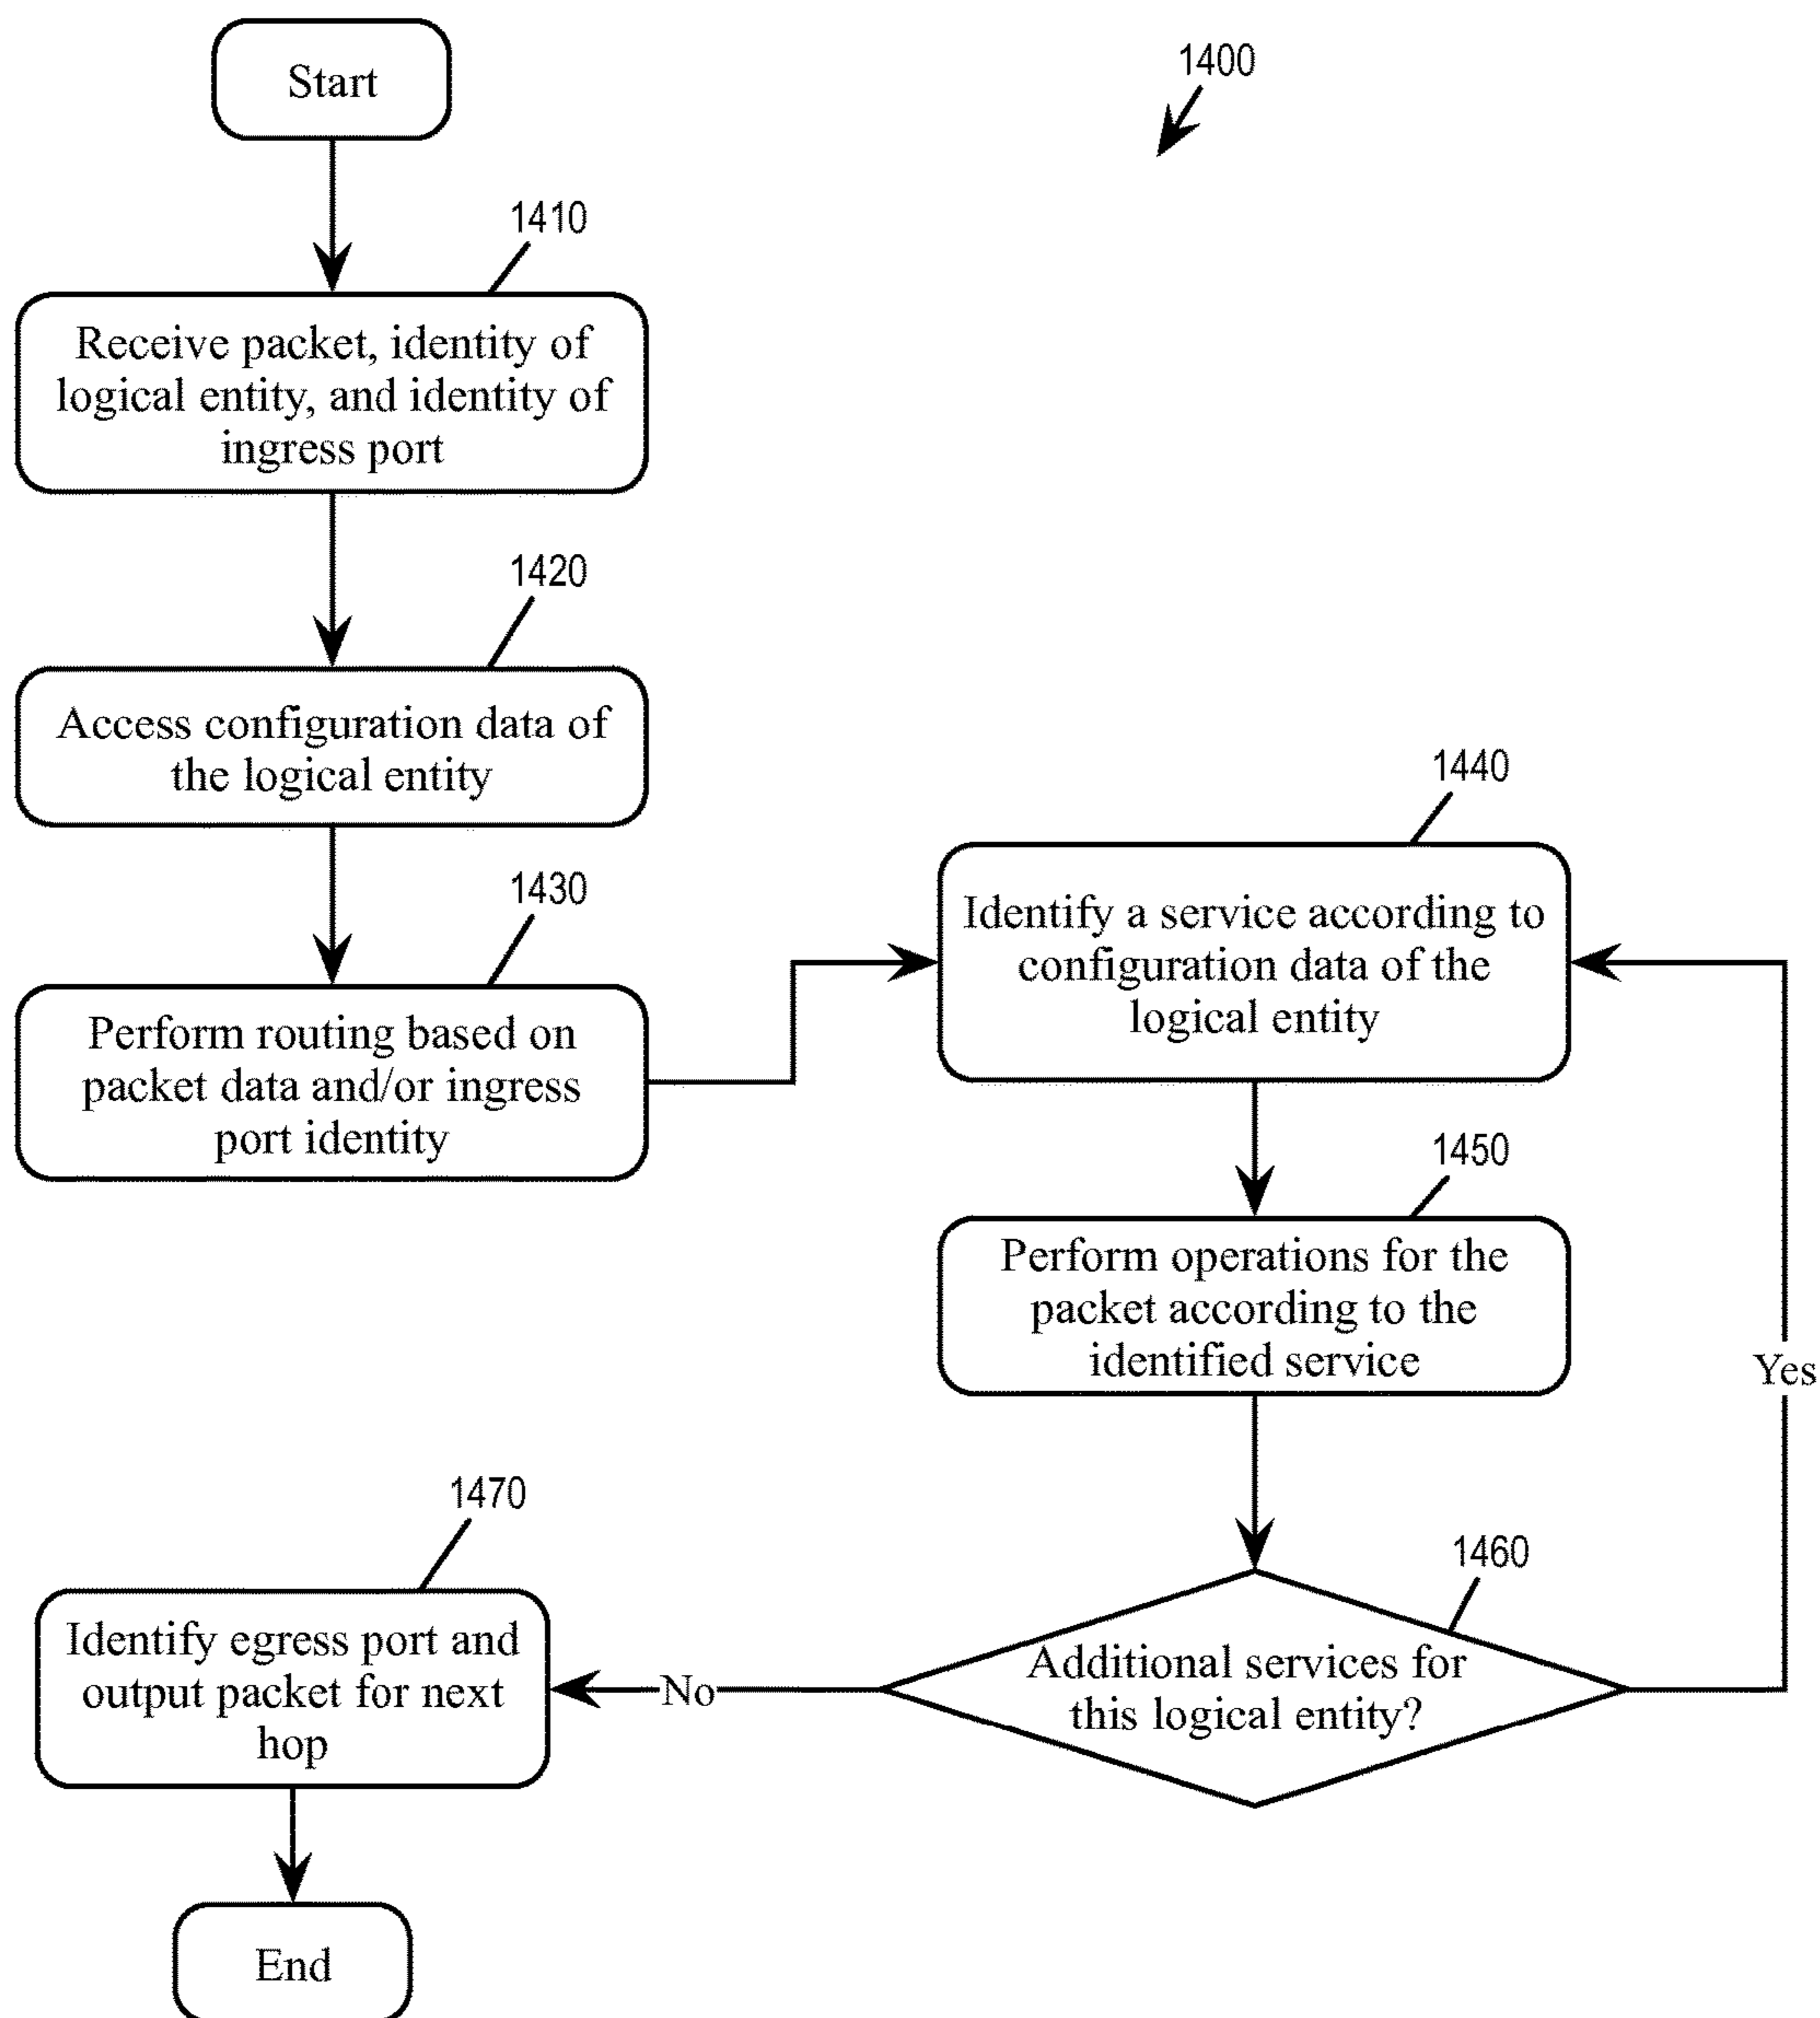 Start
1400
1410
Receive packet, identity of
logical entity, and identity of
ingress port
1420
Access configuration data of
the logical entity
1430
Perform routing based on
packet data and/or ingress
port identity
1440
Identify a service according to
configuration data of the
logical entity
1450
Perform operations for the
packet according to the
identified service
Yes
1460
Additional services for
this logical entity?
No
1470
Identify egress port and
output packet for next
hop
End